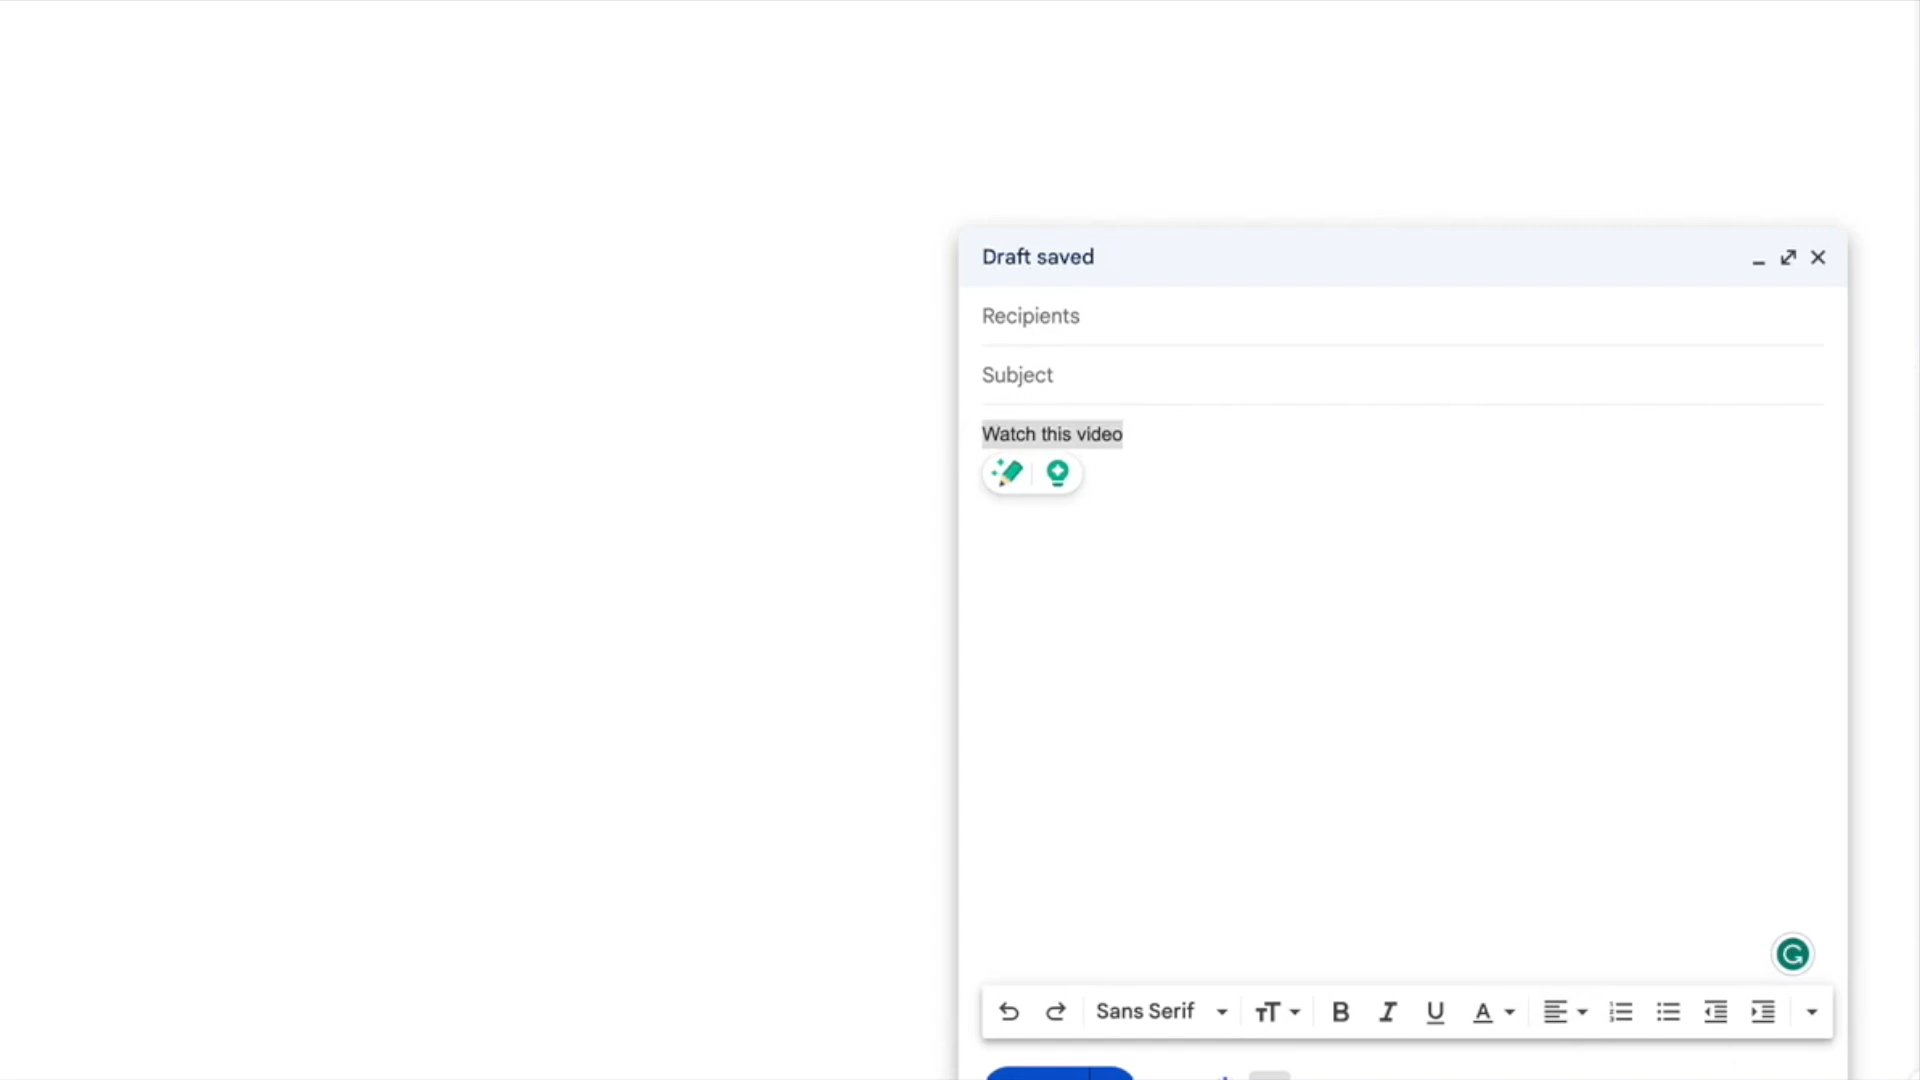 Draft saved
Recipients
Subject
Watch this video
Sans Serif